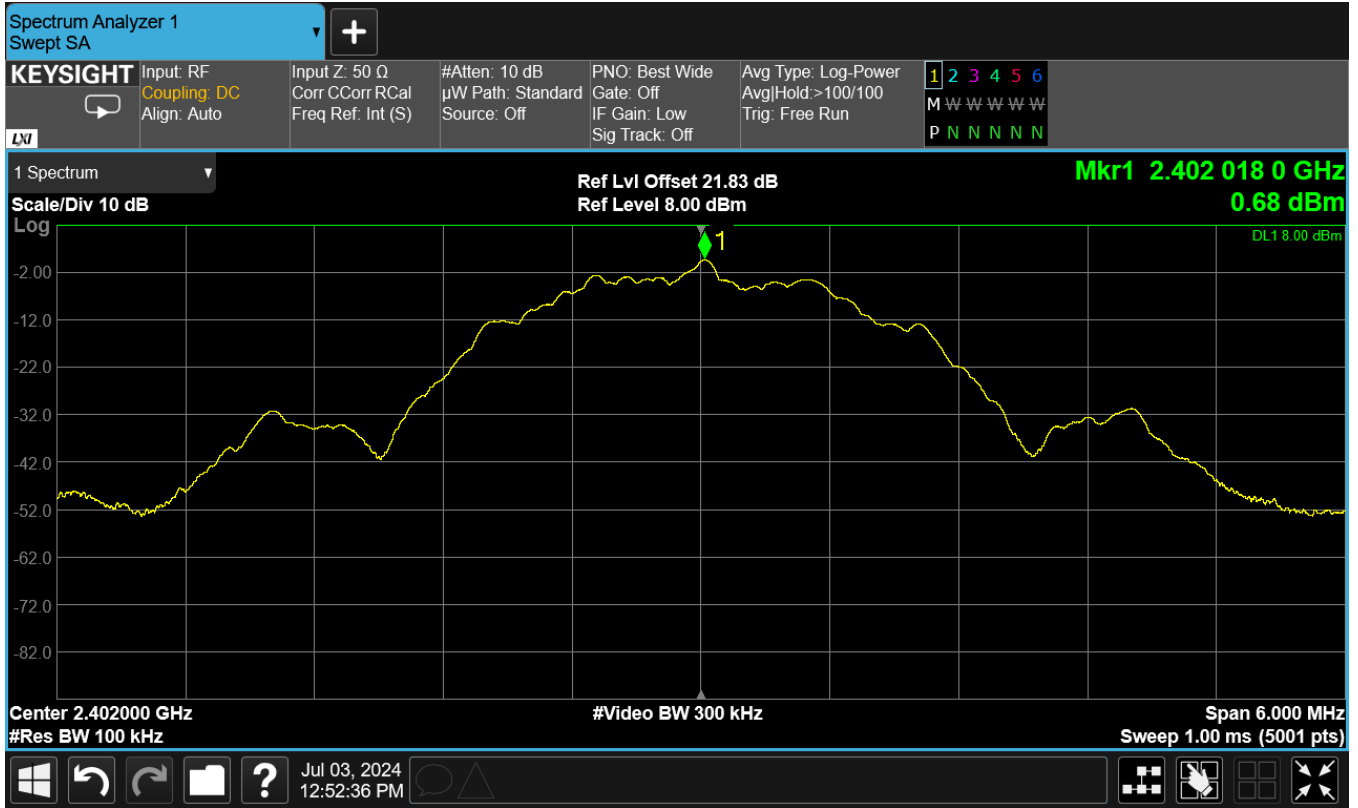 Spectrum Analyzer 1
Swept SA
KEYSIGHT
LXI
Input: RF
Coupling: DC
Align: Auto
Input Z: 50 Ω
Corr CCorr RCal
Freq Ref: Int (S)
#Atten: 10 dB
µW Path: Standard
Source: Off
PNO: Best Wide
Gate: Off
IF Gain: Low
Sig Track: Off
Avg Type: Log-Power
Avg|Hold:>100/100
Trig: Free Run
1 2 3 4 5 6
M W W W W W
P N N N N N
1 Spectrum
Scale/Div 10 dB
Log
Ref Lvl Offset 21.83 dB
Ref Level 8.00 dBm
Mkr1 2.402 018 0 GHz
0.68 dBm
DL1 8.00 dBm
1
-2.00
-12.0
-22.0
-32.0
-42.0
-52.0
-62.0
-72.0
-82.0
Center 2.402000 GHz
#Res BW 100 kHz
#Video BW 300 kHz
Span 6.000 MHz
Sweep 1.00 ms (5001 pts)
?
Jul 03, 2024
12:52:36 PM